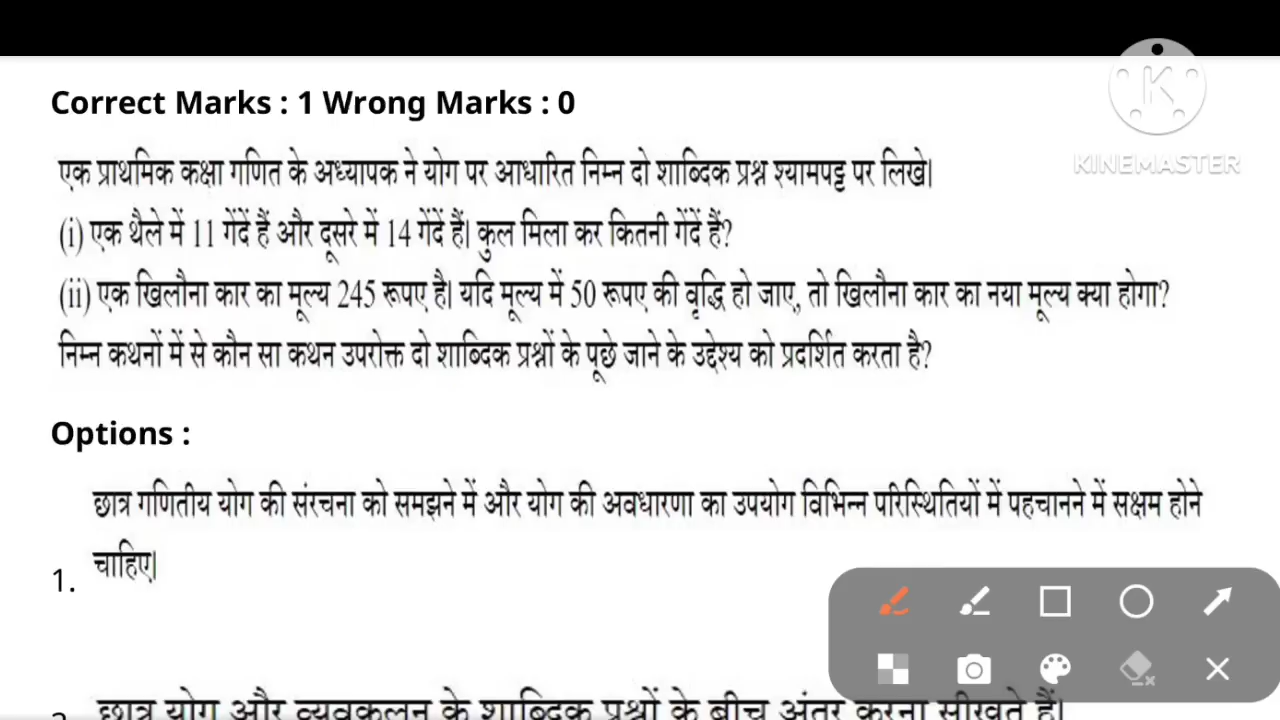 Correct Marks : 1 Wrong Marks : 0
KINEMASTER
एक प्राथमिक कक्षा गणित के अध्यापक ने योग पर आधारित निम्न दो शाब्दिक प्रश्न श्यामपट्ट पर लिखे।
(i) एक थैले में 11 गेंदें हैं और दूसरे में 14 गेंदें हैं। कुल मिला कर कितनी गेंदें हैं?
(ii) एक खिलौना कार का मूल्य 245 रूपए है। यदि मूल्य में 50 रूपए की वृद्धि हो जाए, तो खिलौना कार का नया मूल्य क्या होगा?
निम्न कथनों में से कौन सा कथन उपरोक्त दो शाब्दिक प्रश्नों के पूछे जाने के उद्देश्य को प्रदर्शित करता है?
Options :
छात्र गणितीय योग की संरचना को समझने में और योग की अवधारणा का उपयोग विभिन्न परिस्थितियों में पहचानने में सक्षम होने
चाहिए।
1.
छात्र योग और व्यवकलन के शाब्दिक प्रश्नों के बीच अंतर करना सीखते हैं।